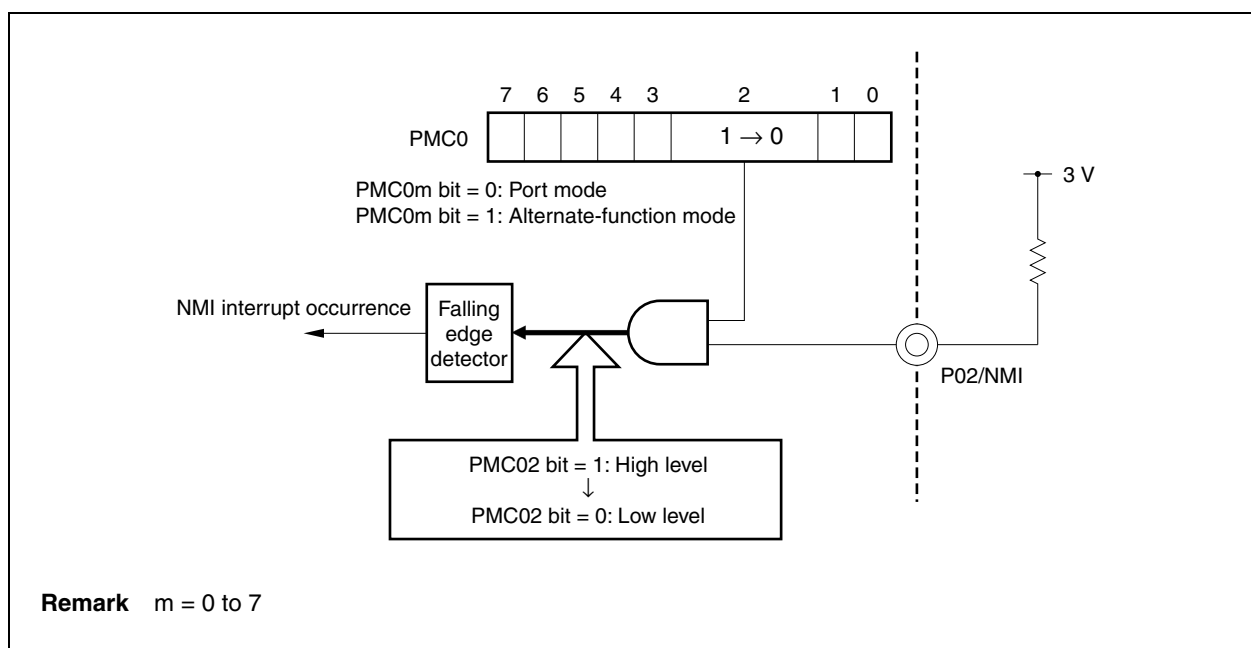 7 6 5 4 3 2 1 0
PMC0 1 → 0
3 V
PMC0m bit = 0: Port mode
PMC0m bit = 1: Alternate-function mode
NMI interrupt occurrence
Falling
edge
detector
P02/NMI
PMC02 bit = 1: High level
↓
PMC02 bit = 0: Low level
Remark m = 0 to 7